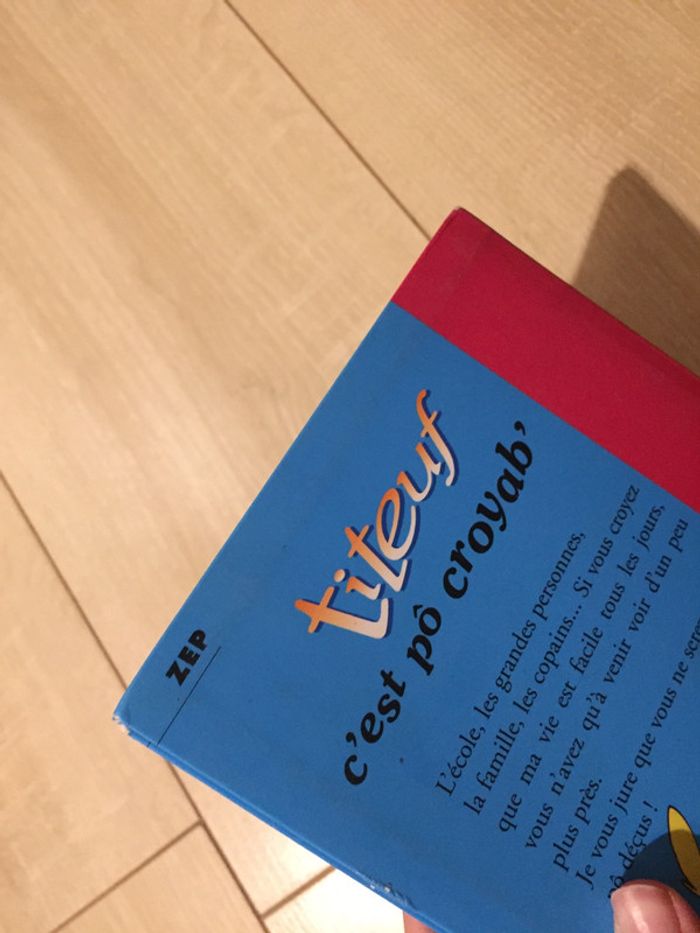 ZEP
titeuf
c'est pô croyab'
L'école, les grandes personnes,
la famille, les copains... Si vous croyez
que ma vie est facile tous les jours,
vous n'avez qu'à venir voir d'un peu
plus près.
Je vous jure que vous ne
déçus !